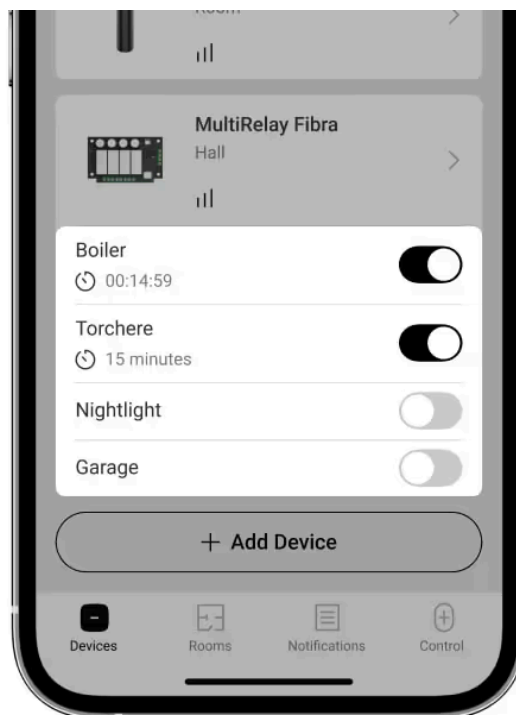 MultiRelay Fibra
Hall
Boiler
00:14:59
Torchere
15 minutes
Nightlight
Garage
+ Add Device
Devices
Rooms
Notifications
Control